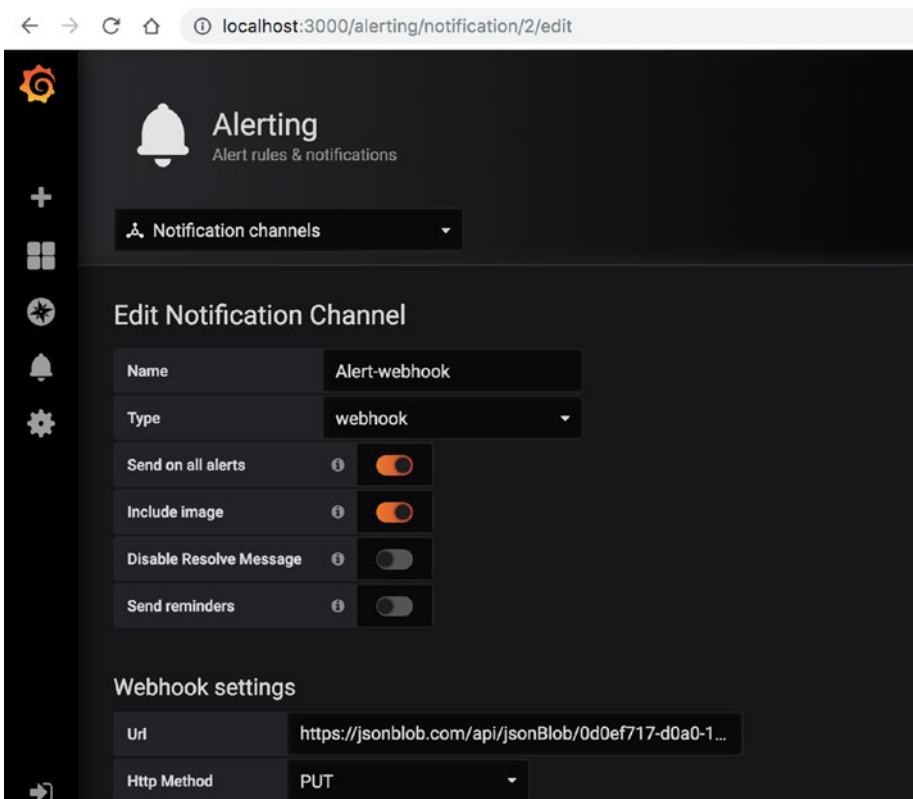 localhost:3000/alerting/notification/2/edit
Alerting
Alert rules & notifications
Notification channels
Edit Notification Channel
Name Alert-webhook
Type webhook
Send on all alerts
Include image
Disable Resolve Message
Send reminders
Webhook settings
Url https://jsonblob.com/api/jsonBlob/0d0ef717-d0a0-1...
Http Method PUT